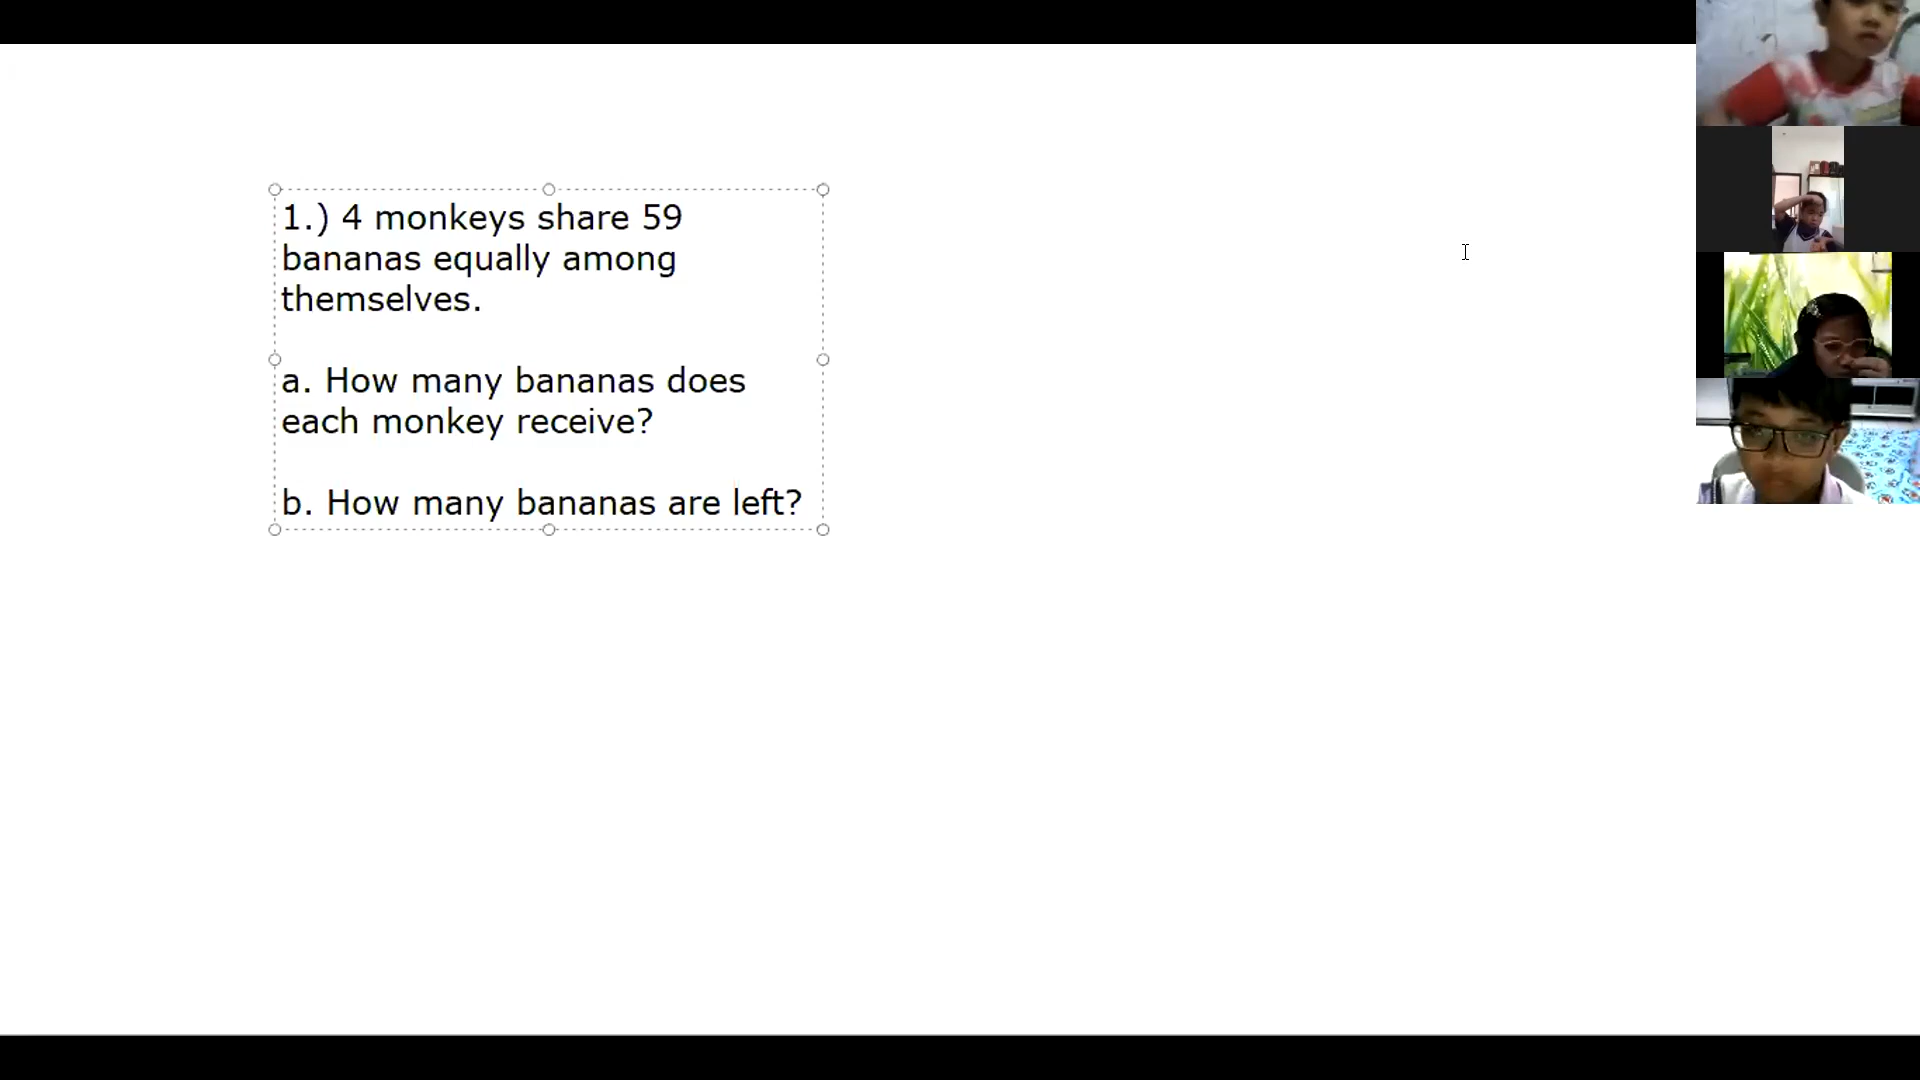 1.) 4 monkeys share 59
bananas equally among
themselves.
a. How many bananas does
each monkey receive?
b. How many bananas are left?